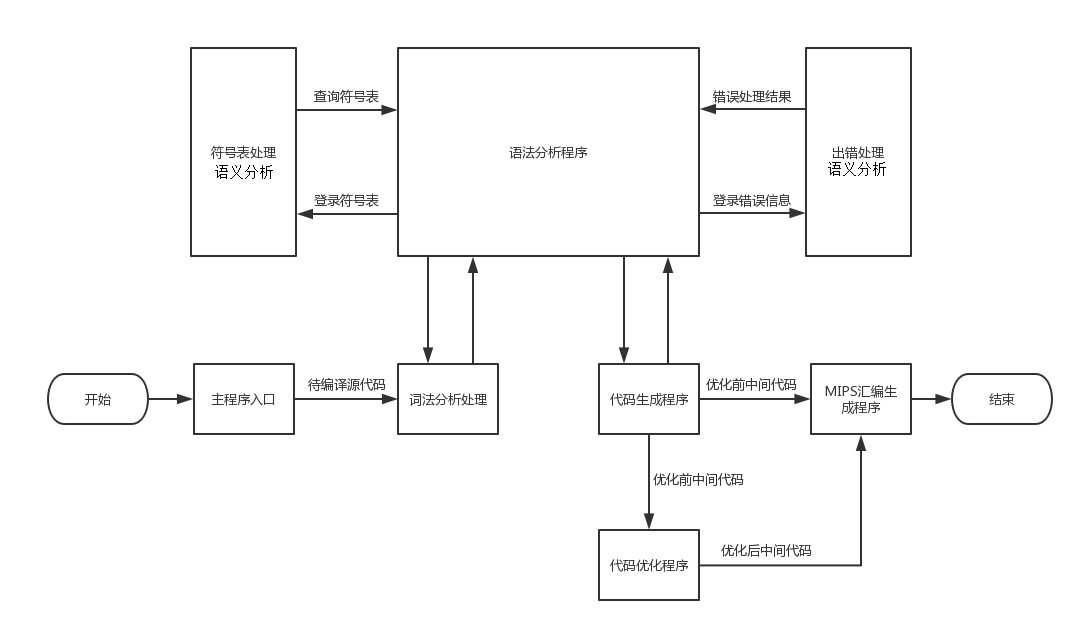 查询符号表
错误处理结果
符号表处理
语义分析
语法分析程序
出错处理
语义分析
登录符号表
登录错误信息
开始
主程序入口
待编译源代码
词法分析处理
代码生成程序
优化前中间代码
MIPS汇编生
成程序
结束
优化前中间代码
代码优化程序
优化后中间代码